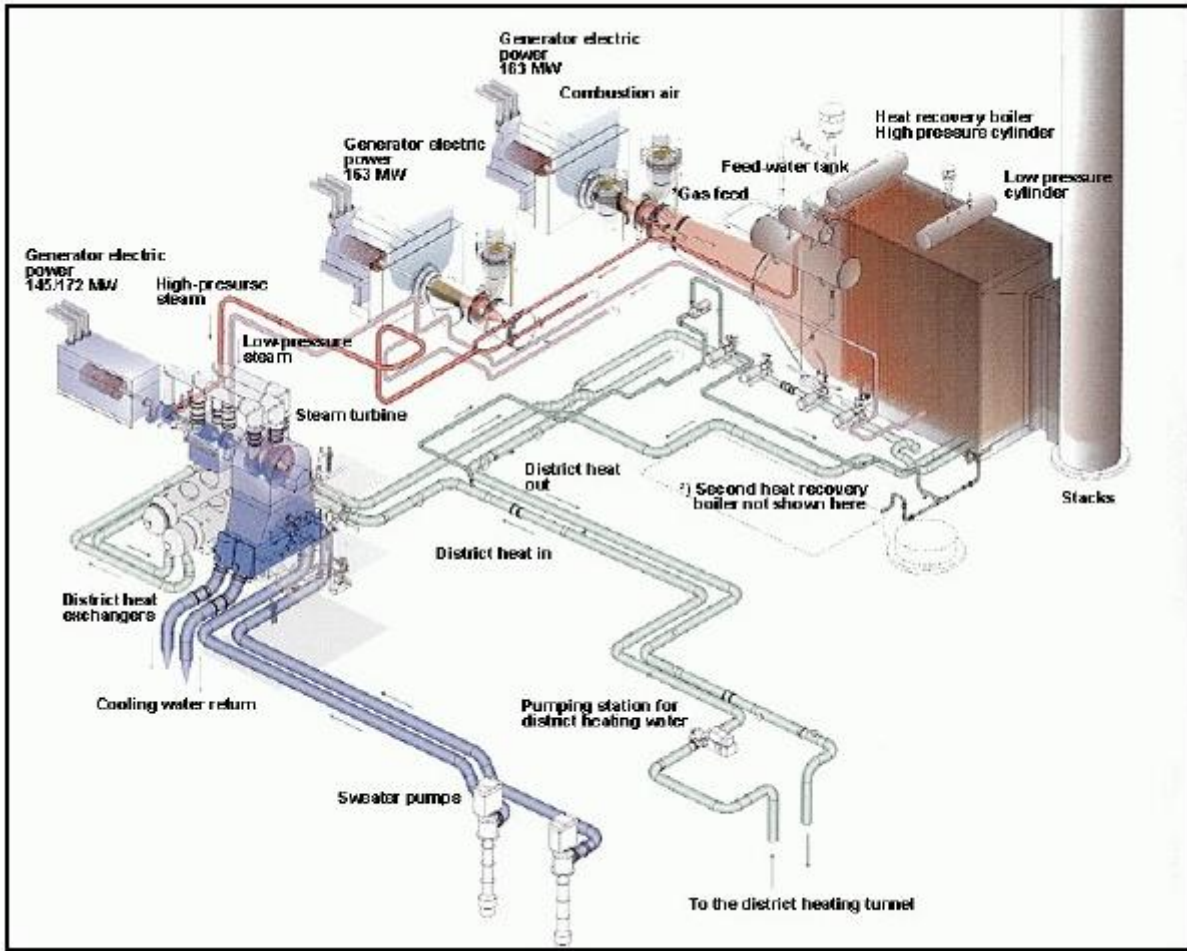 Generator electric
power
163 MW
Combustion air
Heat recovery boiler
High pressure cylinder
Generator electric
power
163 MW
Feed-water tank
Low pressure
cylinder
*Gas feed
Generator electric
power
145/172 MW
High-presurse
steam
Low-pressure
steam
Steam turbine
District heat
out
*) Second heat recovery
boiler not shown here
Stacks
District heat in
District heat
exchangers
Cooling water return
Pumping station for
district heating water
Sweater pumps
To the district heating tunnel